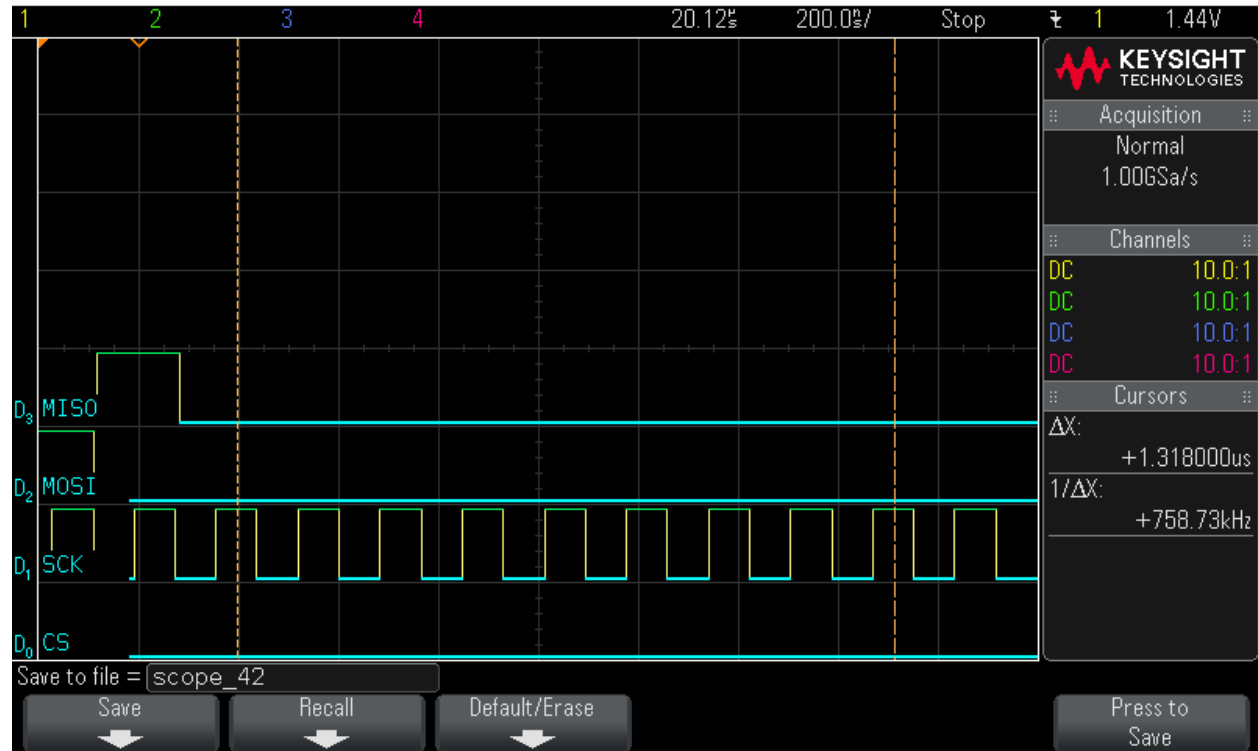 1 2 3 4 20.12us 200.0ns/ Stop 1 1.44V
KEYSIGHT
TECHNOLOGIES
Acquisition
Normal
1.00GSa/s
Channels
DC 10.0:1
DC 10.0:1
DC 10.0:1
DC 10.0:1
Cursors
ΔX:
+1.318000us
1/ΔX:
+758.73kHz
D3 MISO
D2 MOSI
D1 SCK
D0 CS
Save to file = scope_42
Save Recall Default/Erase Press to
Save